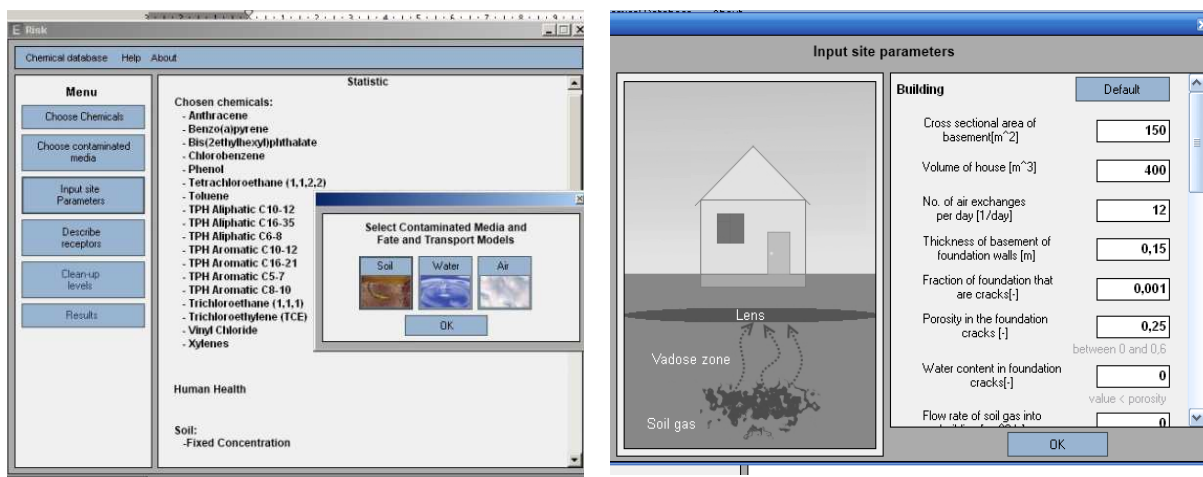 E Risk
Chemical database Help About
Menu
Choose Chemicals
Choose contaminated
media
Input site
Parameters
Describe
receptors
Clean-up
levels
Results
Statistic
Chosen chemicals:
- Anthracene
- Benzo(a)pyrene
- Bis(2ethylhexyl)phthalate
- Chlorobenzene
- Phenol
- Tetrachloroethane (1,1,2,2)
- Toluene
- TPH Aliphatic C10-12
- TPH Aliphatic C16-35
- TPH Aliphatic C6-8
- TPH Aromatic C10-12
- TPH Aromatic C16-21
- TPH Aromatic C5-7
- TPH Aromatic C8-10
- Trichloroethane (1,1,1)
- Trichloroethylene (TCE)
- Vinyl Chloride
- Xylenes
Human Health
Soil:
-Fixed Concentration
Select Contaminated Media and
Fate and Transport Models
Soil Water Air
OK
Input site parameters
Lens
Vadose zone
Soil gas
Building Default
Cross sectional area of
basement[m^2] 150
Volume of house [m^3] 400
No. of air exchanges
per day [1/day] 12
Thickness of basement of
foundation walls [m] 0,15
Fraction of foundation that
are cracks[-] 0,001
Porosity in the foundation
cracks [-] 0,25
between 0 and 0,6
Water content in foundation
cracks[-] 0
value < porosity
Flow rate of soil gas into 0
OK